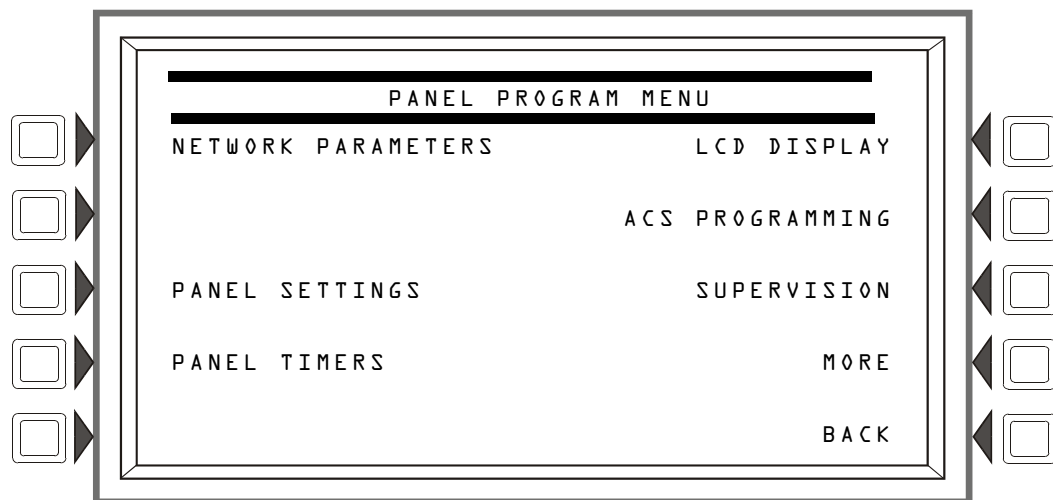 PANEL PROGRAM MENU
NETWORK PARAMETERS LCD DISPLAY
ACS PROGRAMMING
PANEL SETTINGS SUPERVISION
PANEL TIMERS MORE
BACK